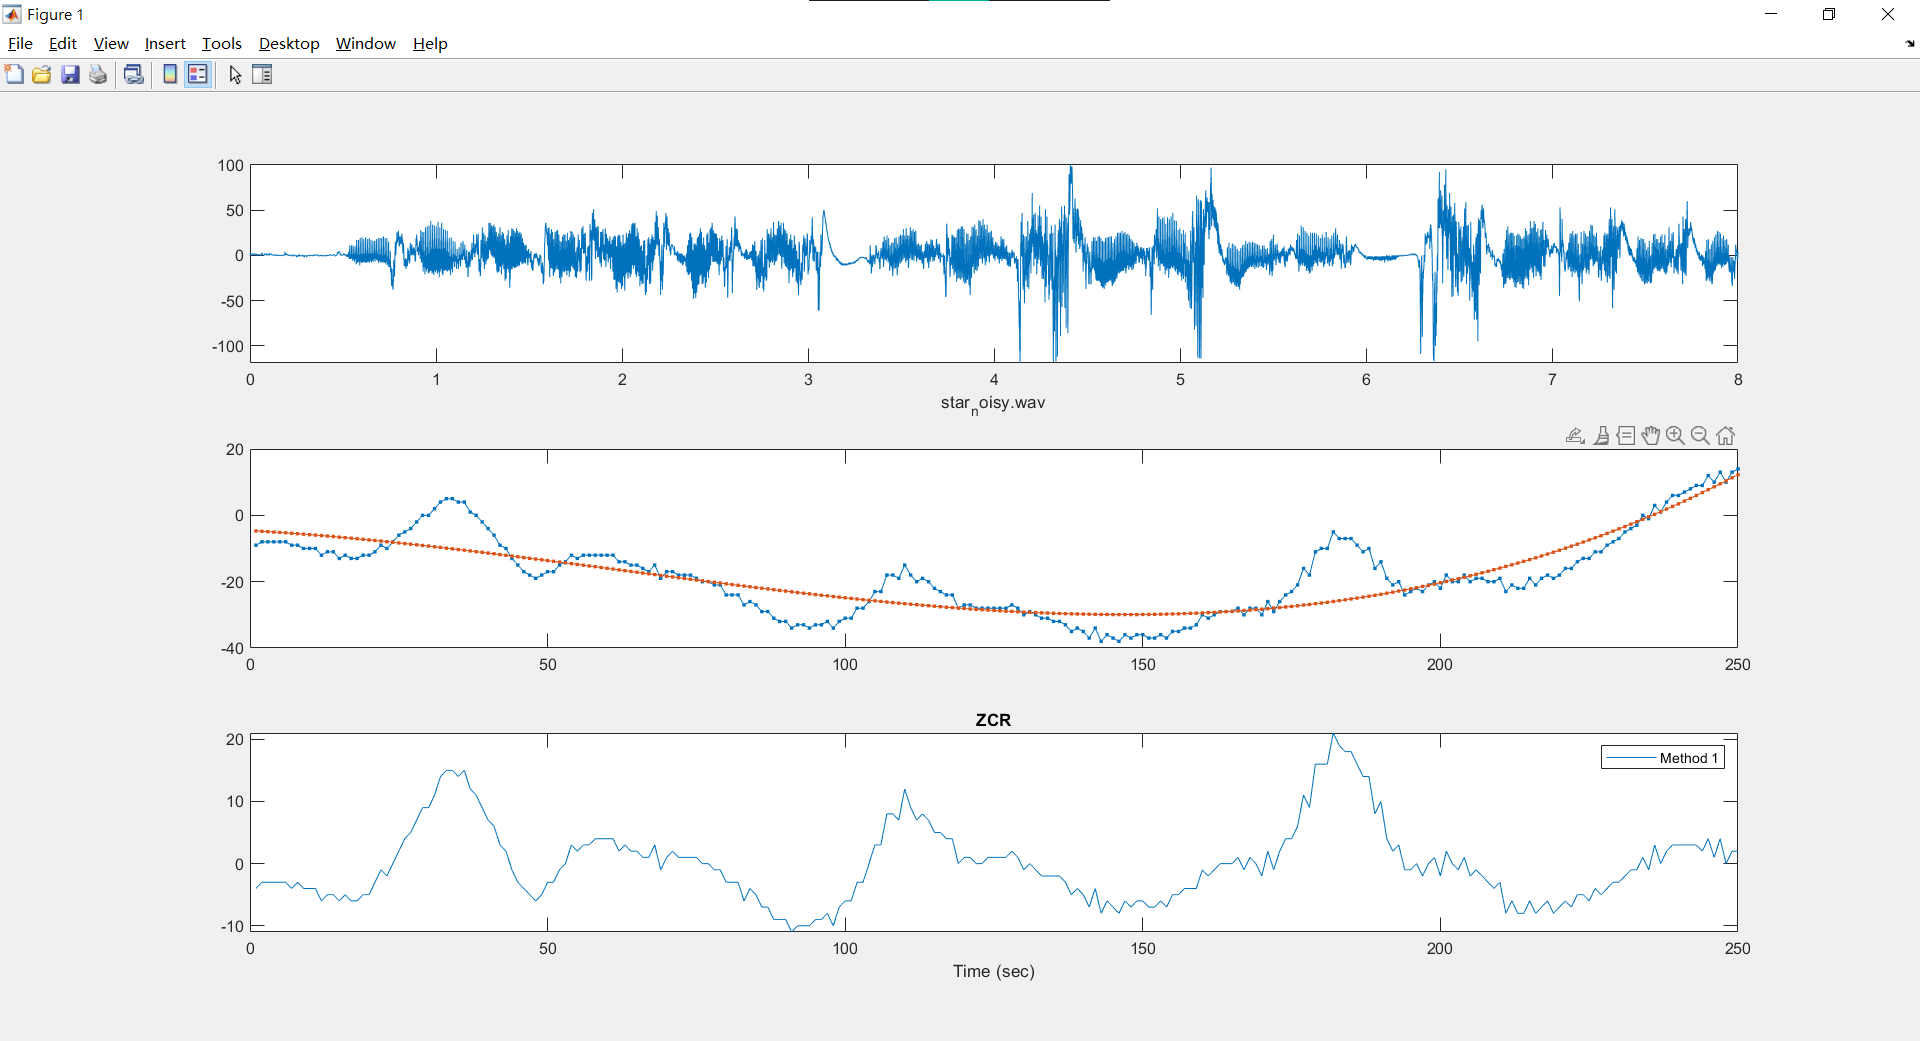 Figure 1
File Edit View Insert Tools Desktop Window Help
100
50
0
-50
-100
0 1 2 3 4 5 6 7 8
star_noisy.wav
20
0
-20
-40
0 50 100 150 200 250
ZCR
20
10
0
-10
Method 1
0 50 100 150 200 250
Time (sec)